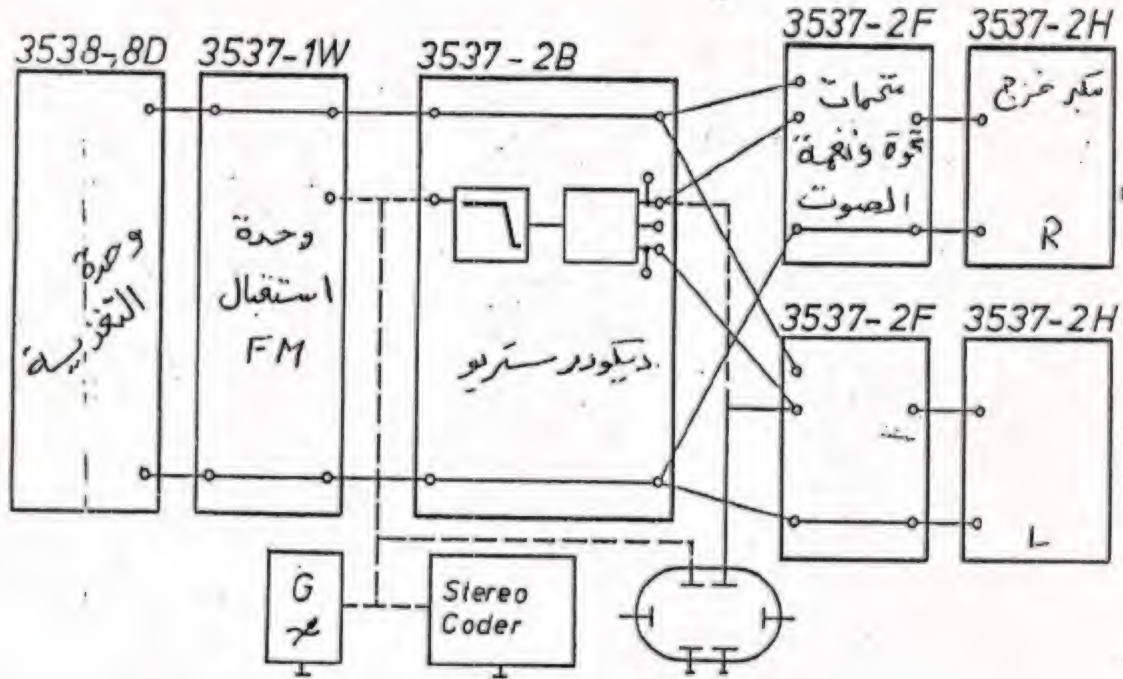 3538-8D
3537-1W
3537-2B
3537-2F
3537-2H
وحدة
التغذية
وحدة
استقبال
FM
ديكودر ستريو
متحكمات
قوة ونغمة
الصوت
مكبر خرج
R
3537-2F
3537-2H
L
G
Stereo
Coder